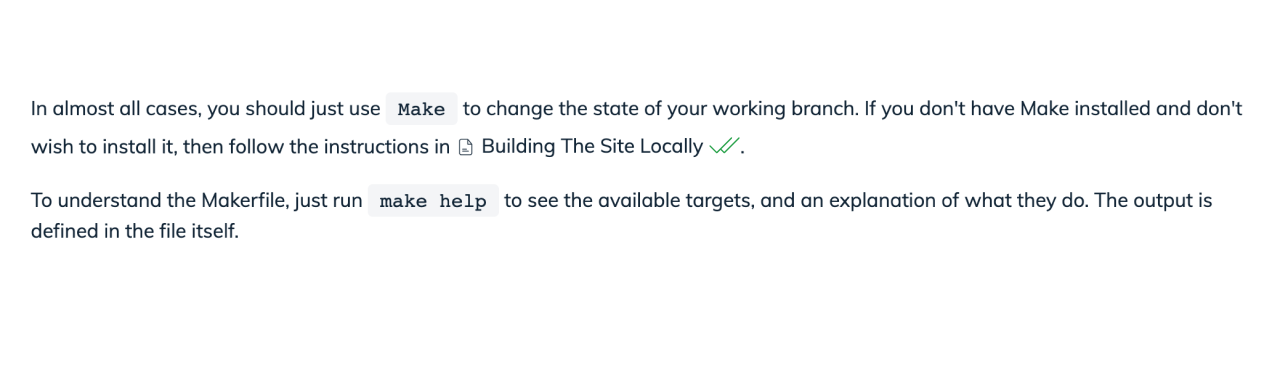 In almost all cases, you should just use Make to change the state of your working branch. If you don't have Make installed and don't
wish to install it, then follow the instructions in Building The Site Locally.
To understand the Makerfile, just run make help to see the available targets, and an explanation of what they do. The output is
defined in the file itself.